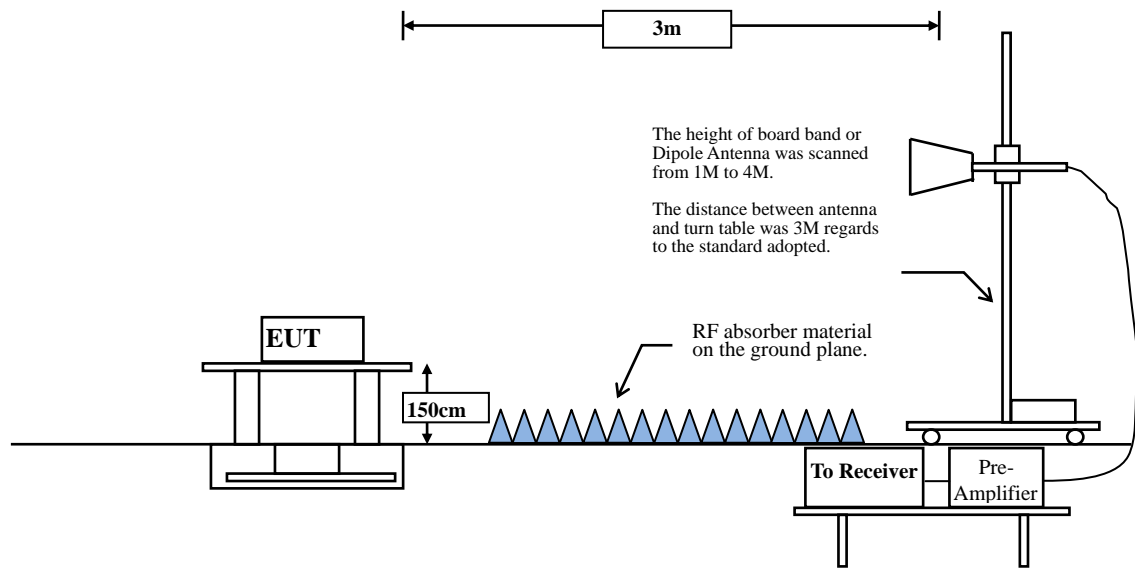 3m
The height of board band or
Dipole Antenna was scanned
from 1M to 4M.
The distance between antenna
and turn table was 3M regards
to the standard adopted.
EUT
RF absorber material
on the ground plane.
150cm
To Receiver
Pre-
Amplifier